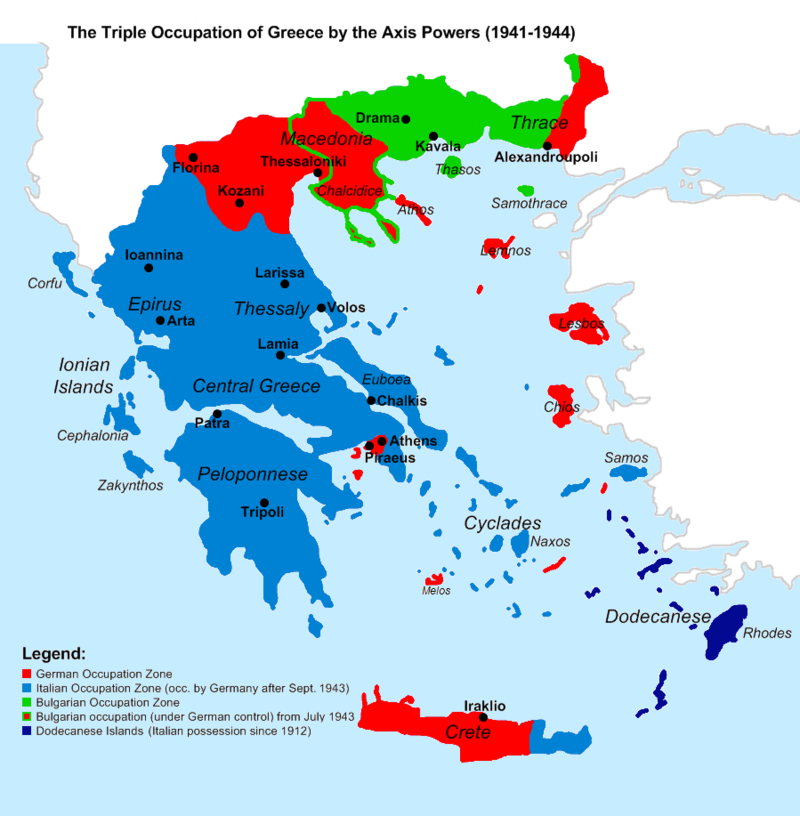 The Triple Occupation of Greece by the Axis Powers (1941-1944)
Drama
Thrace
Macedonia
Kavala
Alexandroupoli
Florina
Thessaloniki
Thasos
Kozani
Chalcidice
Samothrace
Athos
Lemnos
Ioannina
Corfu
Larissa
Epirus
Thessaly
Volos
Arta
Lesbos
Lamia
Ionian
Islands
Central Greece
Euboea
Chalkis
Chios
Patra
Cephalonia
Athens
Piraeus
Samos
Zakynthos
Peloponnese
Tripoli
Cyclades
Naxos
Melos
Dodecanese
Rhodes
Legend:
German Occupation Zone
Italian Occupation Zone (occ. by Germany after Sept. 1943)
Bulgarian Occupation Zone
Bulgarian occupation (under German control) from July 1943
Dodecanese Islands (Italian possession since 1912)
Iraklio
Crete